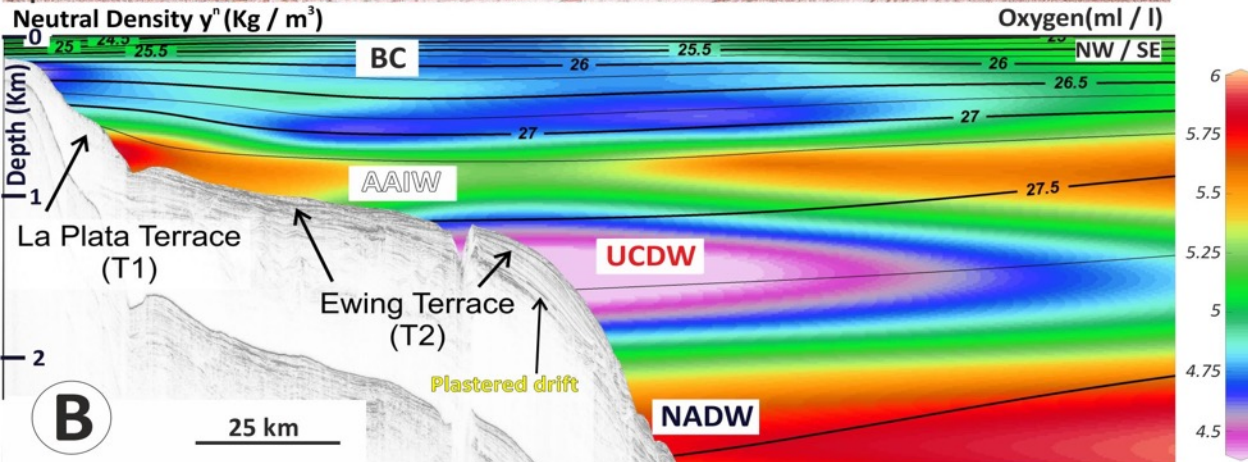 Neutral Density yⁿ (Kg / m³)
Oxygen(ml / l)
0
25
24.5
25.5
BC
26
25.5
25
NW / SE
26
26.5
27
27
Depth (Km)
1
AAIW
27.5
La Plata Terrace
(T1)
UCDW
Ewing Terrace
(T2)
2
Plastered drift
B
25 km
NADW
6
5.75
5.5
5.25
5
4.75
4.5